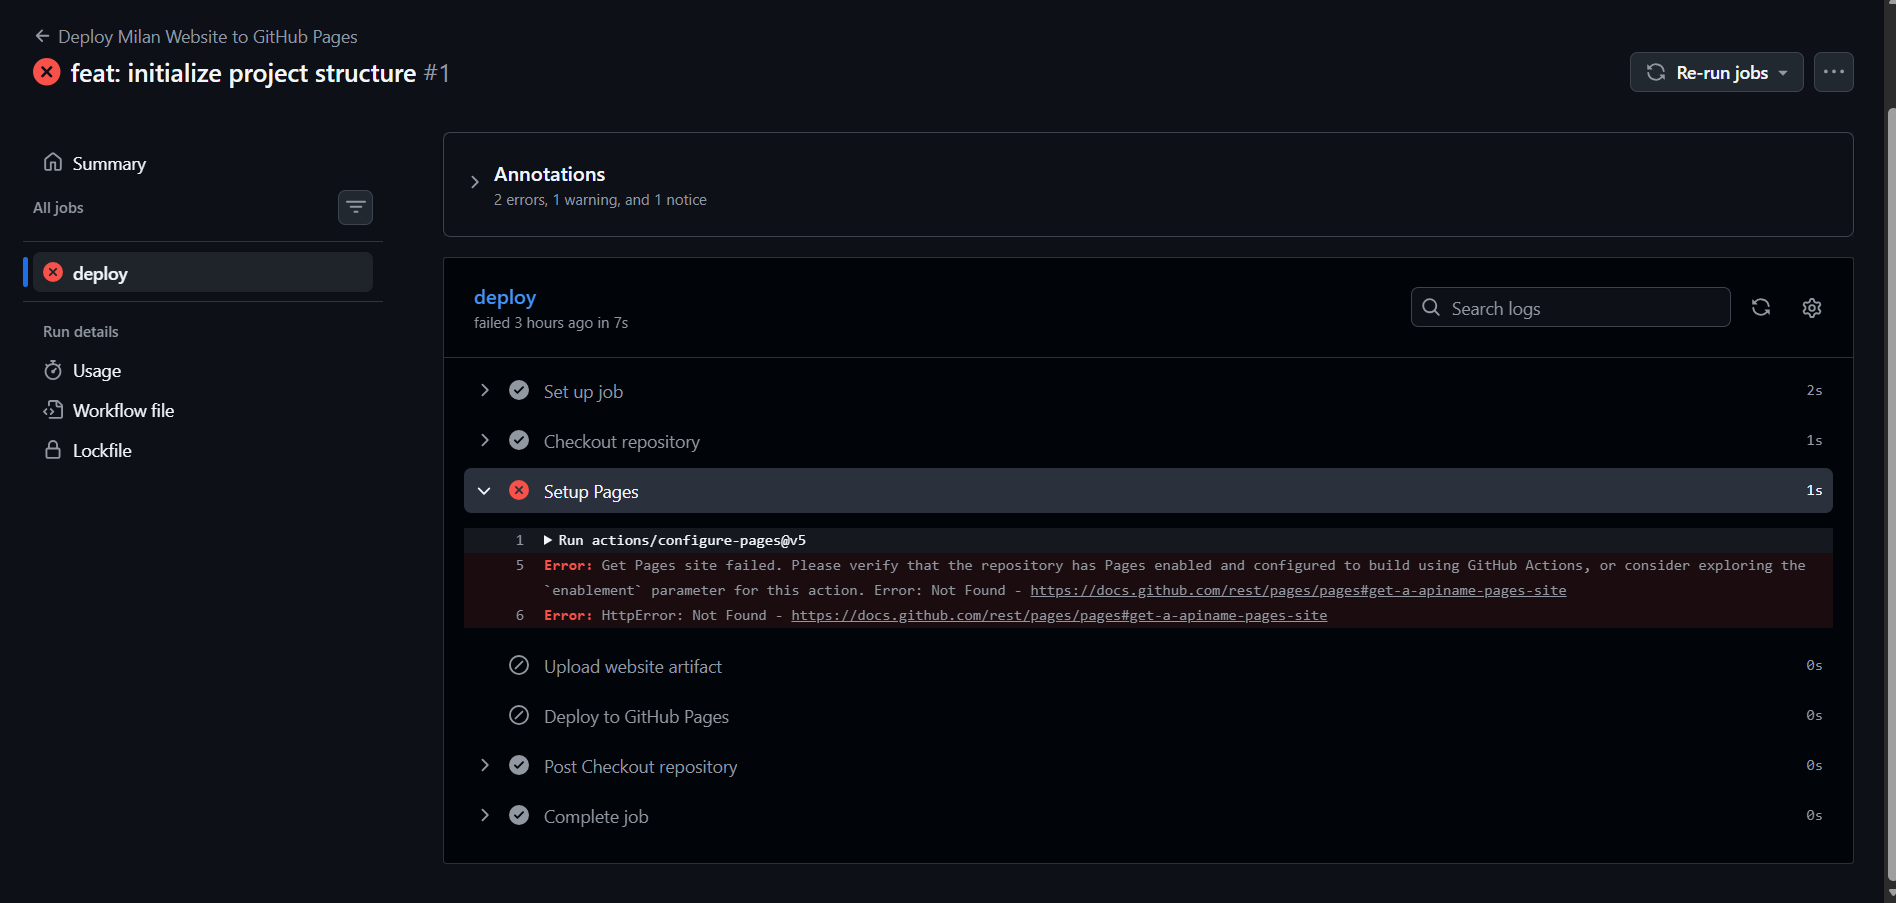 Deploy Milan Website to GitHub Pages
feat: initialize project structure #1
Re-run jobs
Summary
All jobs
deploy
Run details
Usage
Workflow file
Lockfile
Annotations
2 errors, 1 warning, and 1 notice
deploy
failed 3 hours ago in 7s
Search logs
Set up job 2s
Checkout repository 1s
Setup Pages 1s
1 Run actions/configure-pages@v5
5 Error: Get Pages site failed. Please verify that the repository has Pages enabled and configured to build using GitHub Actions, or consider exploring the
`enablement` parameter for this action. Error: Not Found - https://docs.github.com/rest/pages/pages#get-a-apiname-pages-site
6 Error: HttpError: Not Found - https://docs.github.com/rest/pages/pages#get-a-apiname-pages-site
Upload website artifact 0s
Deploy to GitHub Pages 0s
Post Checkout repository 0s
Complete job 0s